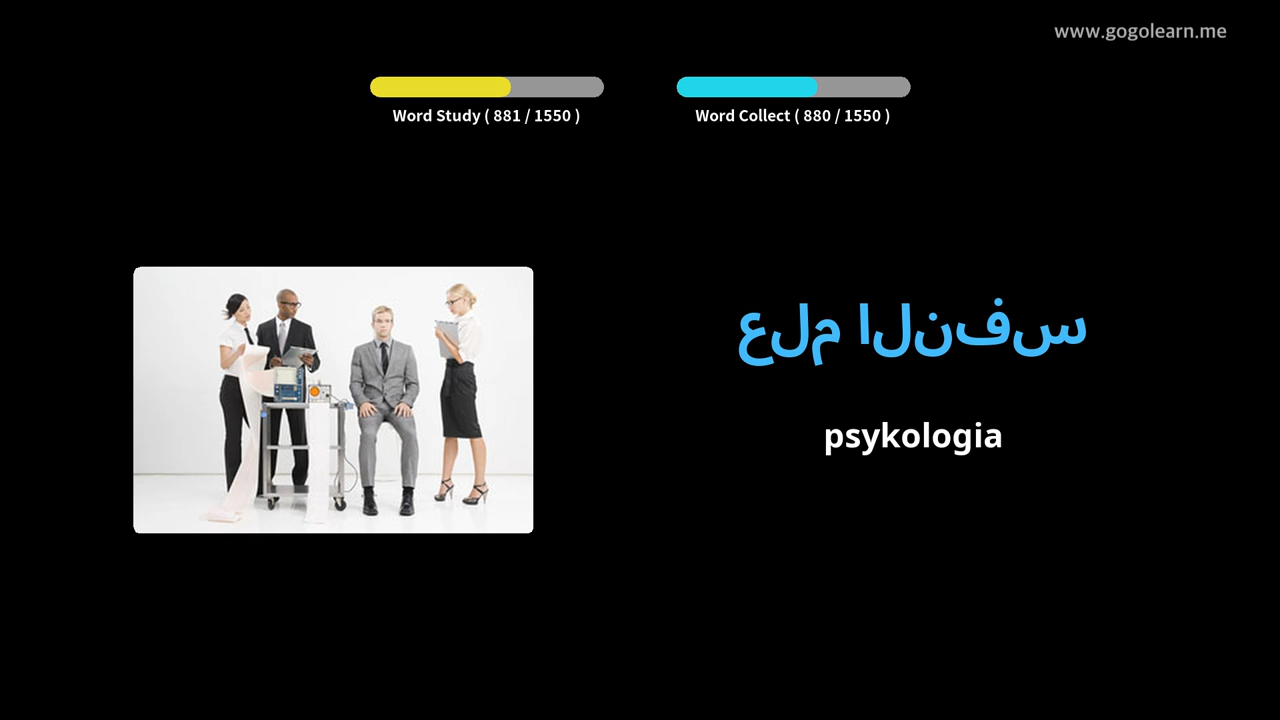 www.gogolearn.me
Word Study ( 881 / 1550 )
Word Collect ( 880 / 1550 )
علم النفس
psykologia